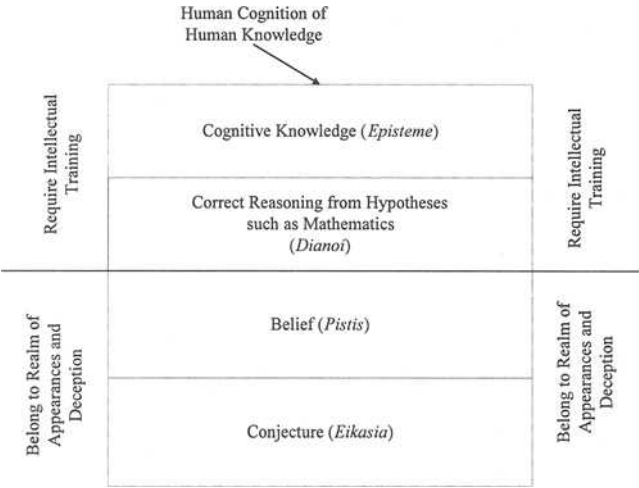 Human Cognition of
Human Knowledge
Require Intellectual
Training
Cognitive Knowledge (Episteme)
Correct Reasoning from Hypotheses
such as Mathematics
(Dianoi)
Require Intellectual
Training
Belong to Realm of
Appearances and
Deception
Belief (Pistis)
Conjecture (Eikasia)
Belong to Realm of
Appearances and
Deception